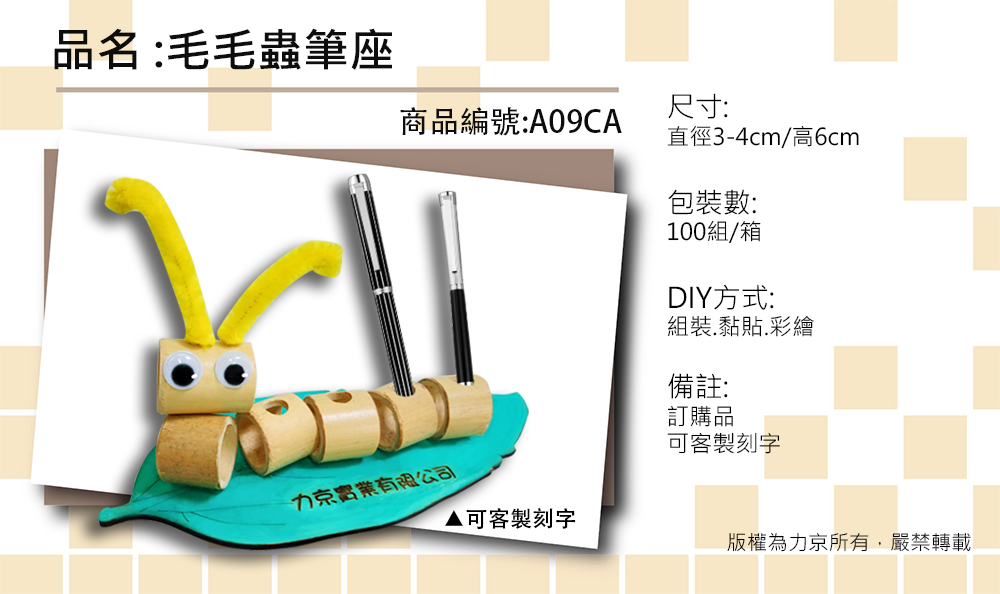 品名 :毛毛蟲筆座
商品編號:A09CA
尺寸:
直徑3-4cm/高6cm
包裝數:
100組/箱
DIY方式:
組裝.黏貼.彩繪
備註:
訂購品
可客製刻字
力京實業有限公司
▲可客製刻字
版權為力京所有，嚴禁轉載